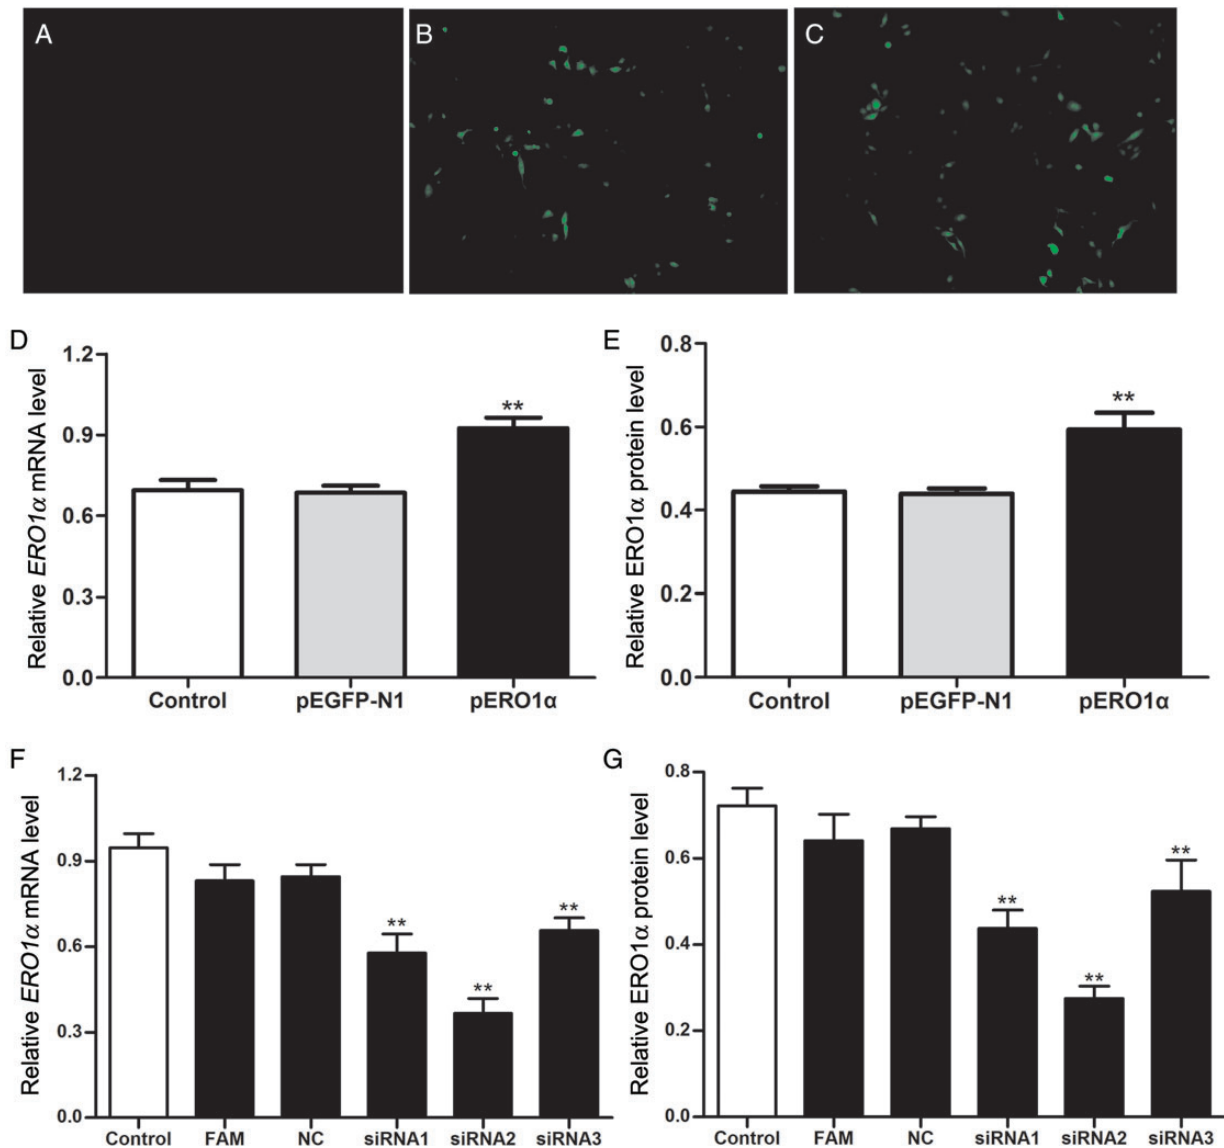 A
B
C
D
Relative ERO1α mRNA level
1.2
0.9
0.6
0.3
0.0
**
Control pEGFP-N1 pERO1α
E
Relative ERO1α protein level
0.8
0.6
0.4
0.2
0.0
**
Control pEGFP-N1 pERO1α
F
Relative ERO1α mRNA level
1.2
0.9
0.6
0.3
0.0
**
**
**
Control FAM NC siRNA1 siRNA2 siRNA3
G
Relative ERO1α protein level
0.8
0.6
0.4
0.2
0.0
**
**
**
Control FAM NC siRNA1 siRNA2 siRNA3